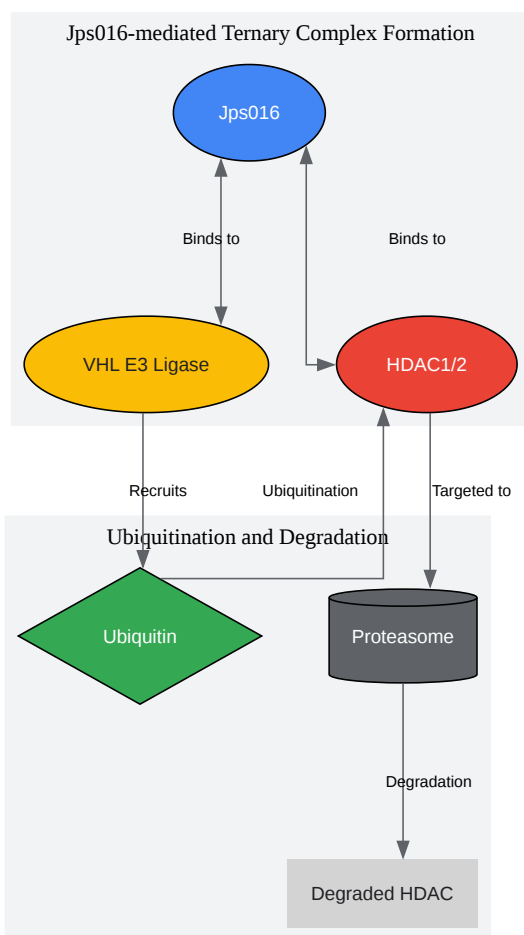 Jps016-mediated Ternary Complex Formation
Jps016
Binds to
Binds to
VHL E3 Ligase
HDAC1/2
Recruits
Ubiquitination
Targeted to
Ubiquitination and Degradation
Ubiquitin
Proteasome
Degradation
Degraded HDAC